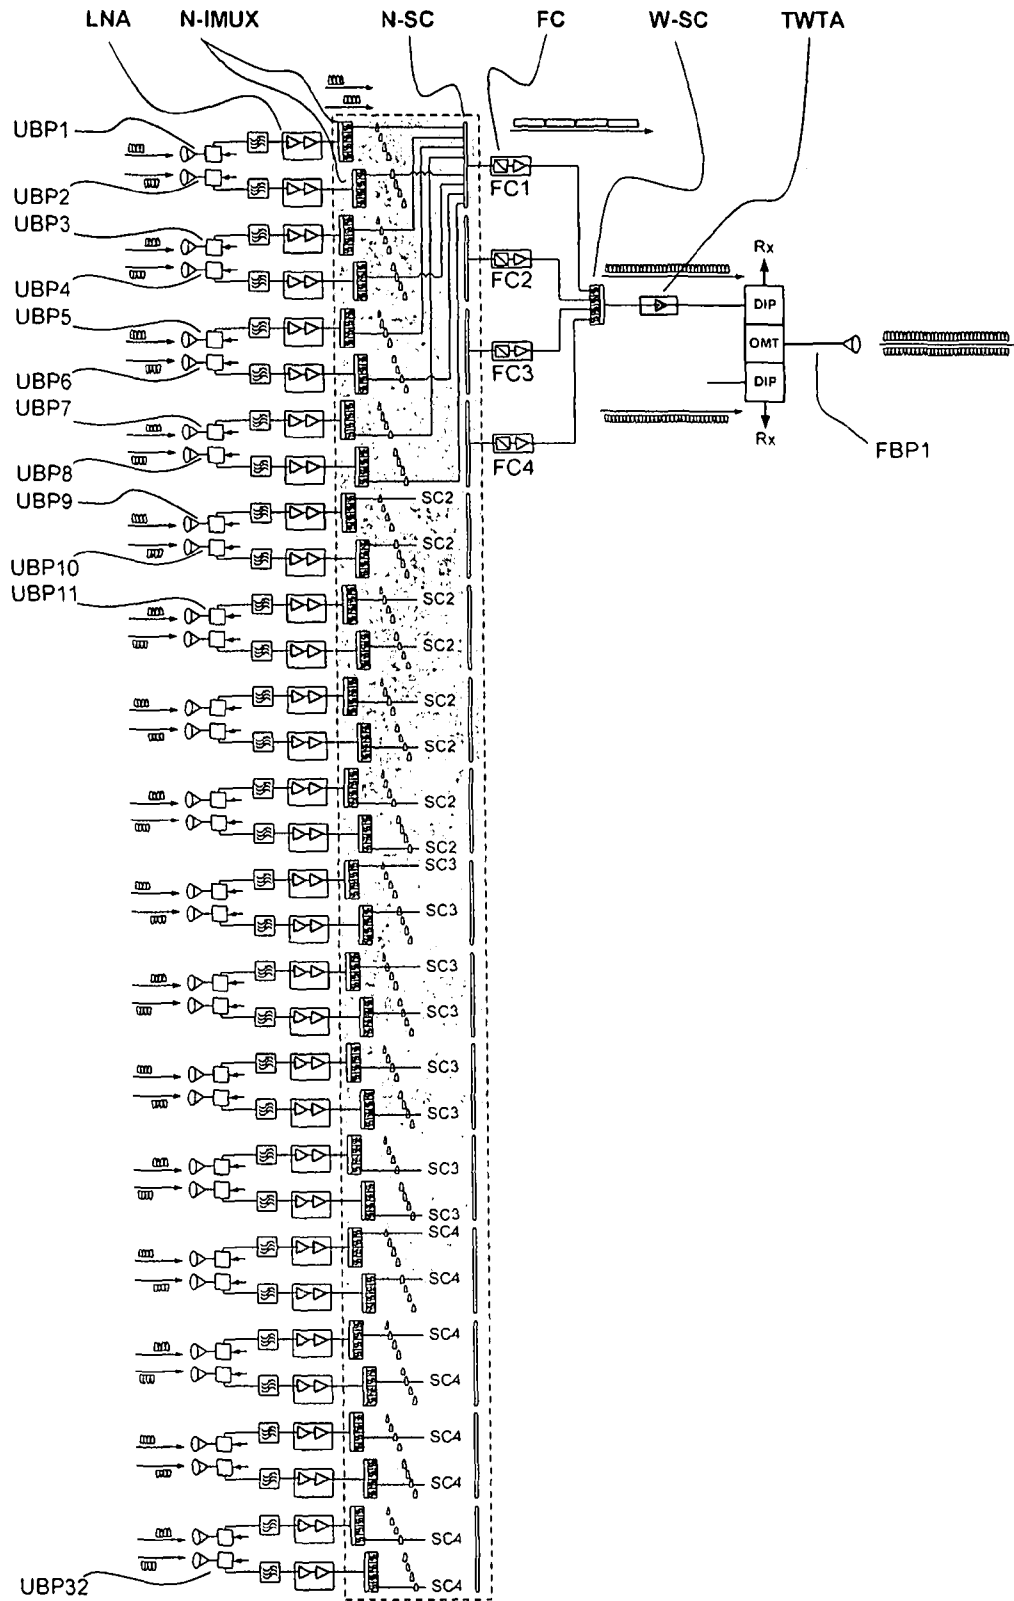 LNA N-IMUX N-SC FC W-SC TWTA
UBP1
UBP2
UBP3
UBP4
UBP5
UBP6
UBP7
UBP8
UBP9
UBP10
UBP11
UBP32
FC1
FC2
FC3
FC4
Rx
DIP
OMT
DIP
Rx
FBP1
SC2
SC2
SC2
SC2
SC2
SC2
SC2
SC2
SC3
SC3
SC3
SC3
SC3
SC3
SC3
SC3
SC4
SC4
SC4
SC4
SC4
SC4
SC4
SC4